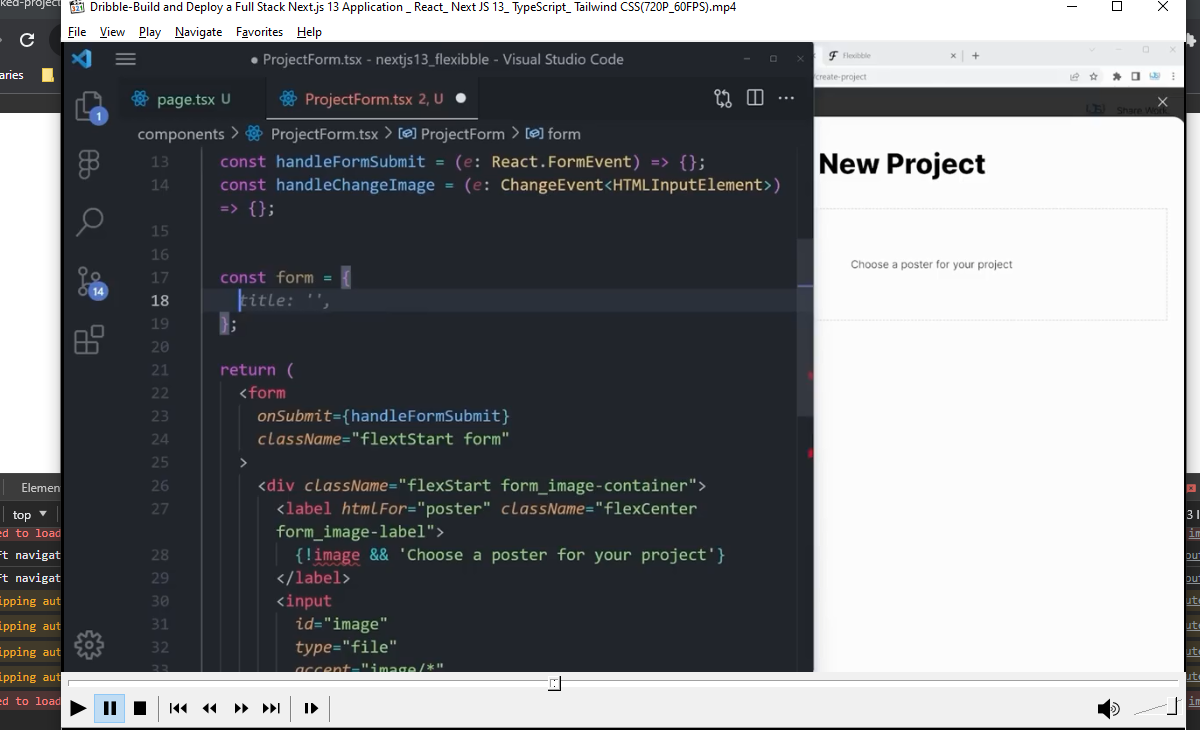 ked-projec
Dribble-Build and Deploy a Full Stack Next.js 13 Application _ React_ Next JS 13_ TypeScript_ Tailwind CSS(720P_60FPS).mp4
File View Play Navigate Favorites Help
aries
● ProjectForm.tsx - nextjs13_flexibble - Visual Studio Code
Flexibble
/create-project
page.tsx U
ProjectForm.tsx 2, U
Share Work
components > ProjectForm.tsx > ProjectForm > form
1
14
13 const handleFormSubmit = (e: React.FormEvent) => {};
14 const handleChangeImage = (e: ChangeEvent<HTMLInputElement>)
=> {};
15
16
17 const form = {
18 title: '',
19 };
20
21 return (
22 <form
23 onSubmit={handleFormSubmit}
24 className="flextStart form"
25 >
26 <div className="flexStart form_image-container">
27 <label htmlFor="poster" className="flexCenter
form_image-label">
28 {!image && 'Choose a poster for your project'}
29 </label>
30 <input
31 id="image"
32 type="file"
33 accept="image/*"
New Project
Choose a poster for your project
Elemen
top
ed to load
ft navigat
ft navigat
ipping aut
ipping aut
ipping aut
ipping aut
ed to load